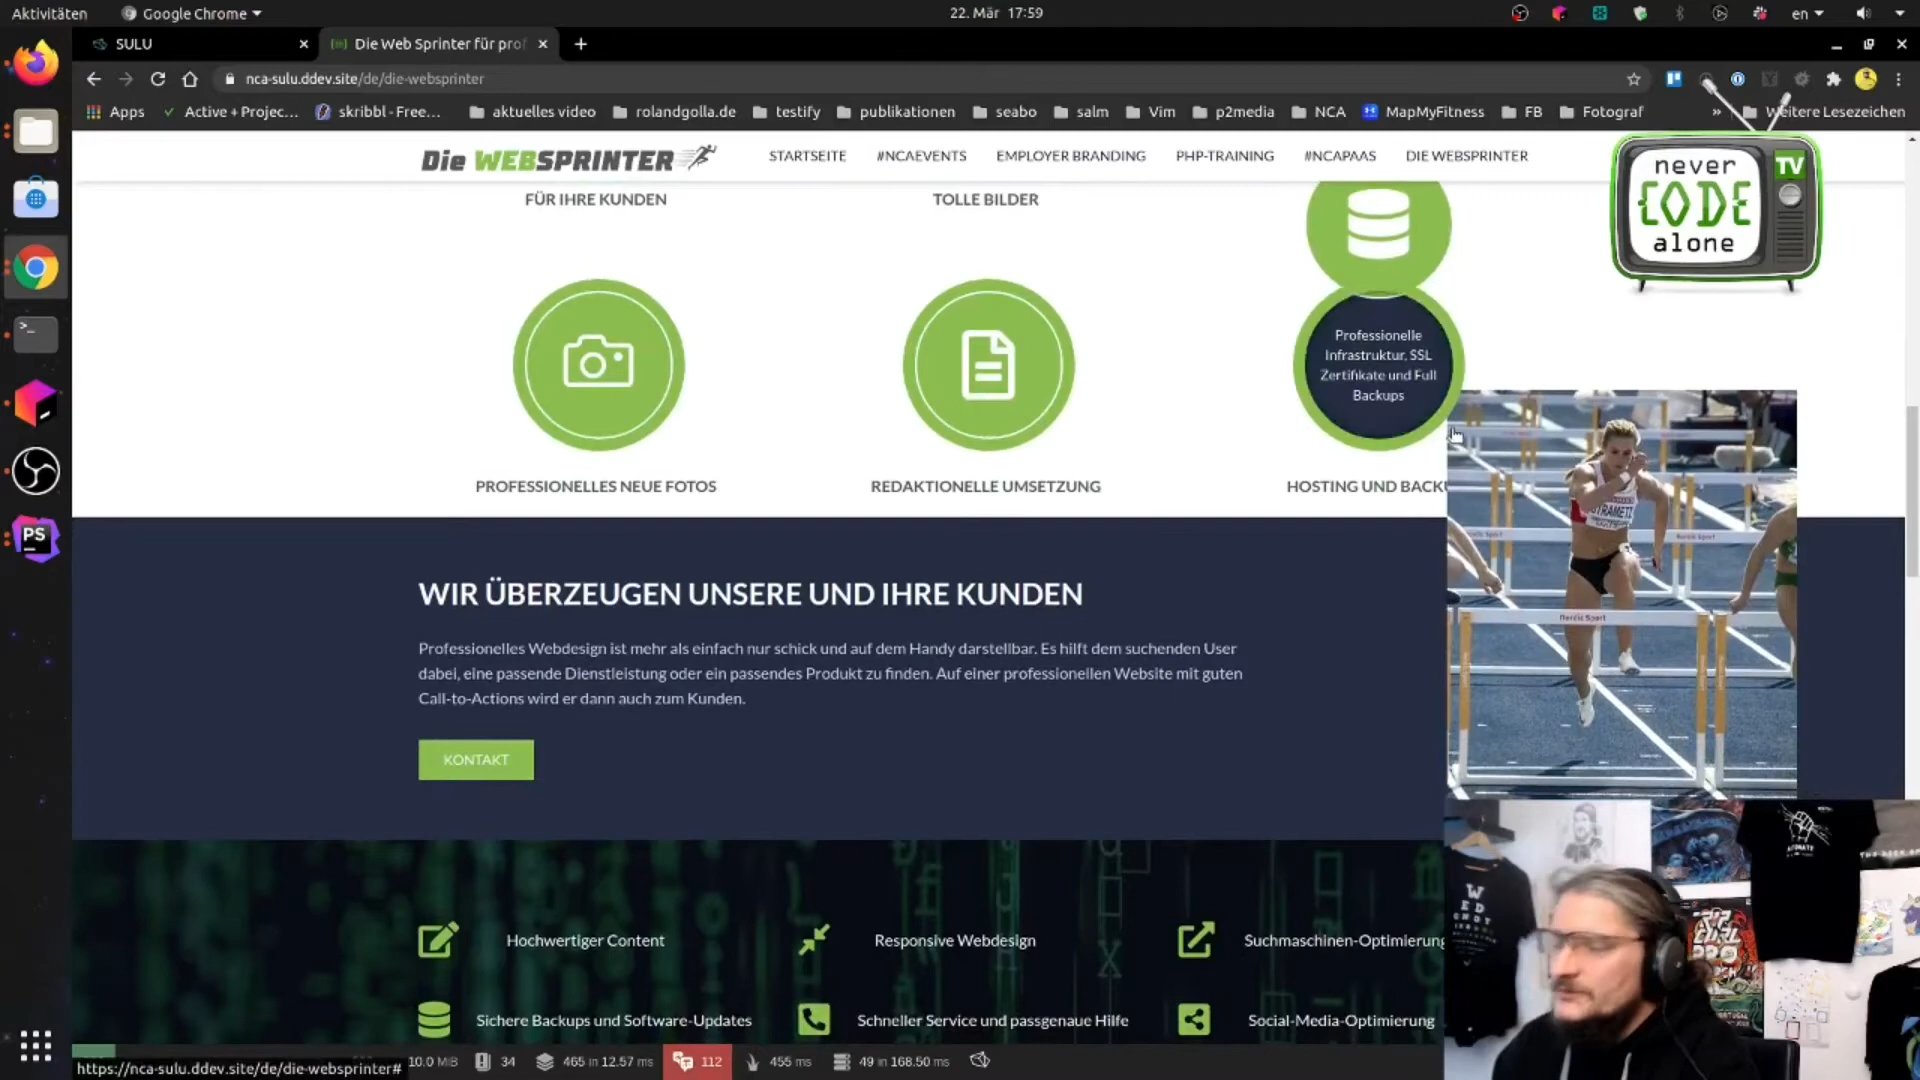 Aktivitäten
Google Chrome
22. Mär 17:59
en
SULU
Die Web Sprinter für prof
nca-sulu.ddev.site/de/die-websprinter
Apps
Active + Projec...
skribbl - Free...
aktuelles video
rolandgolla.de
testify
publikationen
seabo
salm
Vim
p2media
NCA
MapMyFitness
FB
Fotograf
»
Weitere Lesezeichen
Die WEBSPRINTER
STARTSEITE
#NCAEVENTS
EMPLOYER BRANDING
PHP-TRAINING
#NCAPAAS
DIE WEBSPRINTER
never
CODE
alone
TV
FÜR IHRE KUNDEN
TOLLE BILDER
Professionelle
Infrastruktur, SSL
Zertifikate und Full
Backups
PROFESSIONELLES NEUE FOTOS
REDAKTIONELLE UMSETZUNG
HOSTING UND BACKU
Nordic Sport
WIR ÜBERZEUGEN UNSERE UND IHRE KUNDEN
Professionelles Webdesign ist mehr als einfach nur schick und auf dem Handy darstellbar. Es hilft dem suchenden User
dabei, eine passende Dienstleistung oder ein passendes Produkt zu finden. Auf einer professionellen Website mit guten
Call-to-Actions wird er dann auch zum Kunden.
KONTAKT
Hochwertiger Content
Responsive Webdesign
Suchmaschinen-Optimierung
Sichere Backups und Software-Updates
Schneller Service und passgenaue Hilfe
Social-Media-Optimierung
PS
10.0 MiB
34
465 in 12.57 ms
112
455 ms
49 in 168.50 ms
https://nca-sulu.ddev.site/de/die-websprinter#